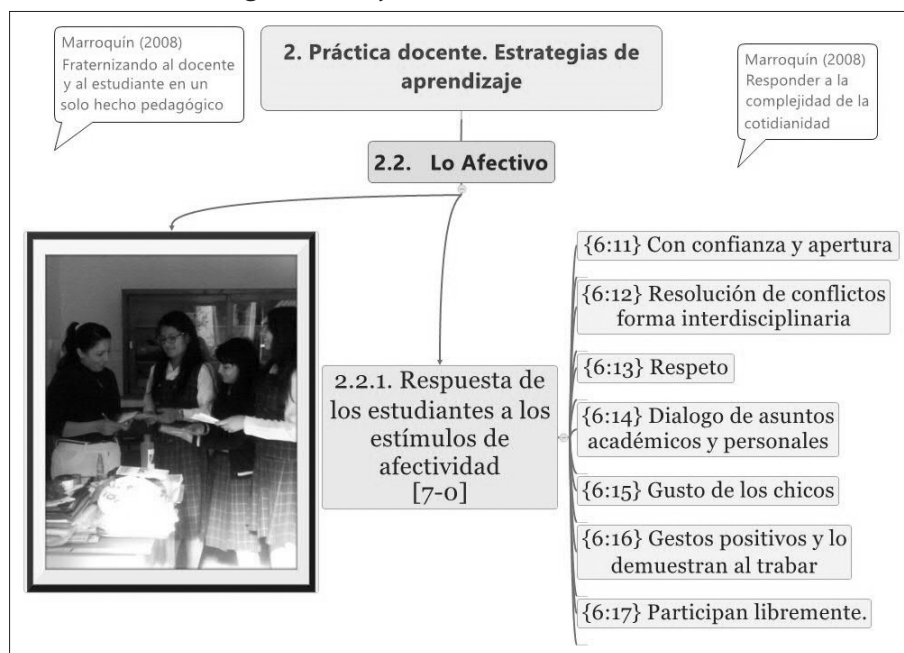 Marroquín (2008)
Fraternizando al docente
y al estudiante en un
solo hecho pedagógico
2. Práctica docente. Estrategias de
aprendizaje
Marroquín (2008)
Responder a la
complejidad de la
cotidianidad
2.2. Lo Afectivo
2.2.1. Respuesta de
los estudiantes a los
estímulos de
afectividad
[7-0]
{6:11} Con confianza y apertura
{6:12} Resolución de conflictos
forma interdisciplinaria
{6:13} Respeto
{6:14} Dialogo de asuntos
académicos y personales
{6:15} Gusto de los chicos
{6:16} Gestos positivos y lo
demuestran al trabar
{6:17} Participan libremente.